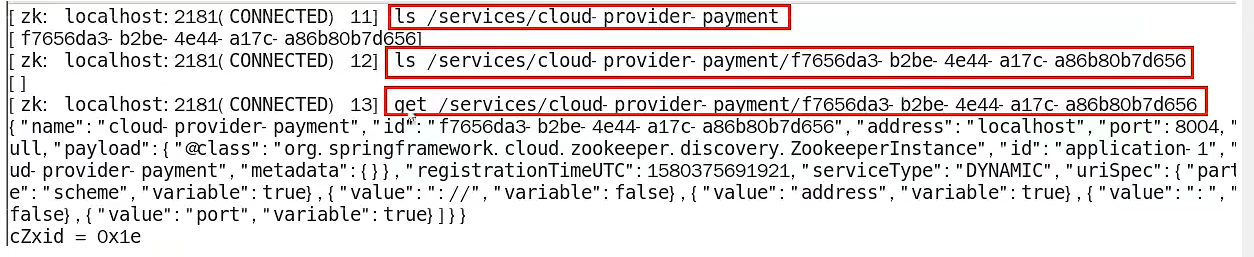 [zk: localhost:2181(CONNECTED) 11] ls /services/cloud-provider-payment
[f7656da3-b2be-4e44-a17c-a86b80b7d656]
[zk: localhost:2181(CONNECTED) 12] ls /services/cloud-provider-payment/f7656da3-b2be-4e44-a17c-a86b80b7d656
[]
[zk: localhost:2181(CONNECTED) 13] get /services/cloud-provider-payment/f7656da3-b2be-4e44-a17c-a86b80b7d656
{"name":"cloud-provider-payment","id":"f7656da3-b2be-4e44-a17c-a86b80b7d656","address":"localhost","port":8004,"
ull,"payload":{"@class":"org.springframework.cloud.zookeeper.discovery.ZookeeperInstance","id":"application-1","
ud-provider-payment","metadata":{}},"registrationTimeUTC":1580375691921,"serviceType":"DYNAMIC","uriSpec":{"part
e":"scheme","variable":true},{"value":"://","variable":false},{"value":"address","variable":true},{"value":":","
false},{"value":"port","variable":true}]}}
cZxid = 0x1e